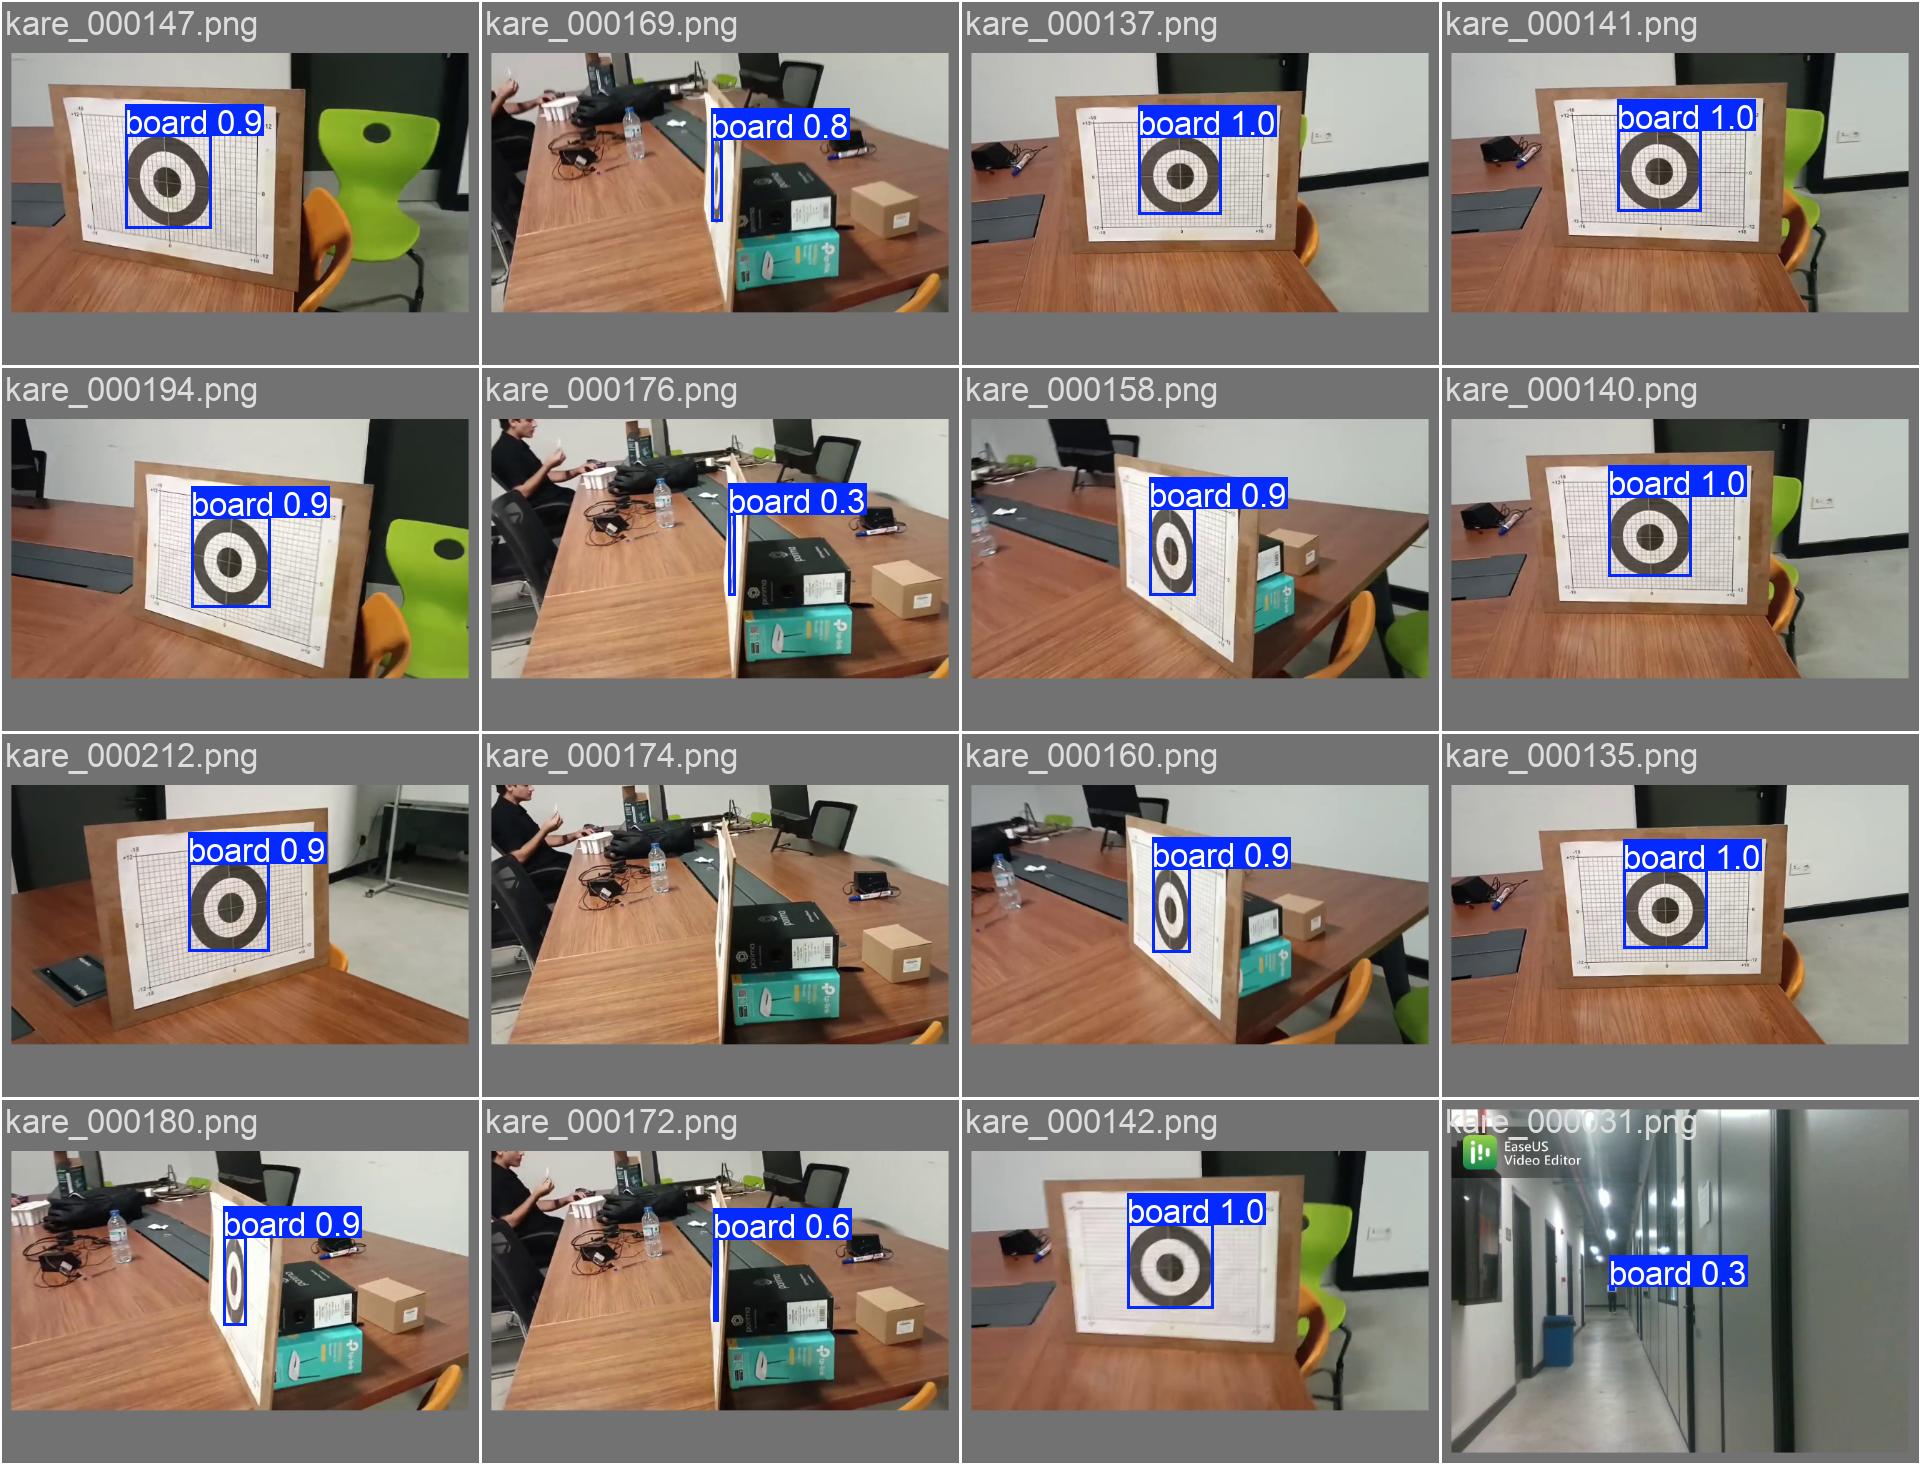 kare_000147.png
kare_000169.png
kare_000137.png
kare_000141.png
board 0.9
board 0.8
board 1.0
board 1.0
kare_000194.png
kare_000176.png
kare_000158.png
kare_000140.png
board 0.9
board 0.3
board 0.9
board 1.0
kare_000212.png
kare_000174.png
kare_000160.png
kare_000135.png
board 0.9
board 0.9
board 1.0
kare_000180.png
kare_000172.png
kare_000142.png
kare_000031.png
EaseUS
Video Editor
board 0.9
board 0.6
board 1.0
board 0.3